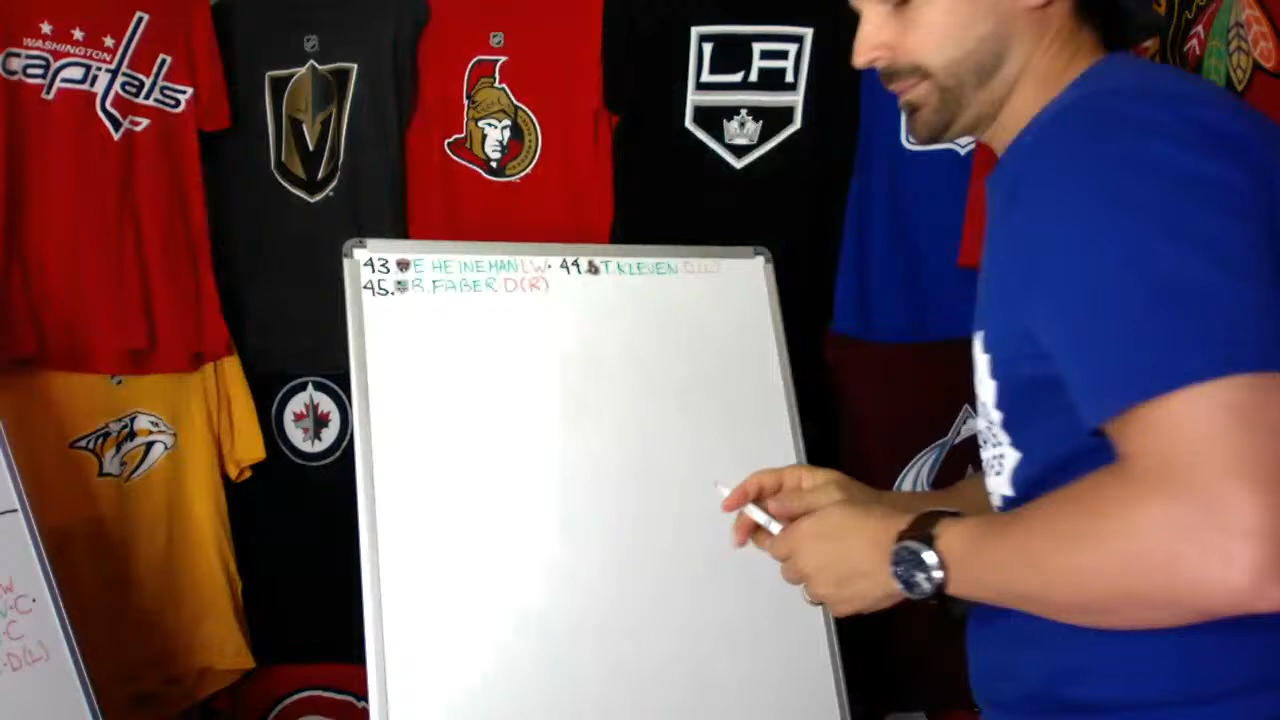 WASHINGTON
capitals
LA
43 E HEINEMAN LW. 44. T.KLEVEN D(L)
45. B.FABER D(R)
C.
C
D(L)